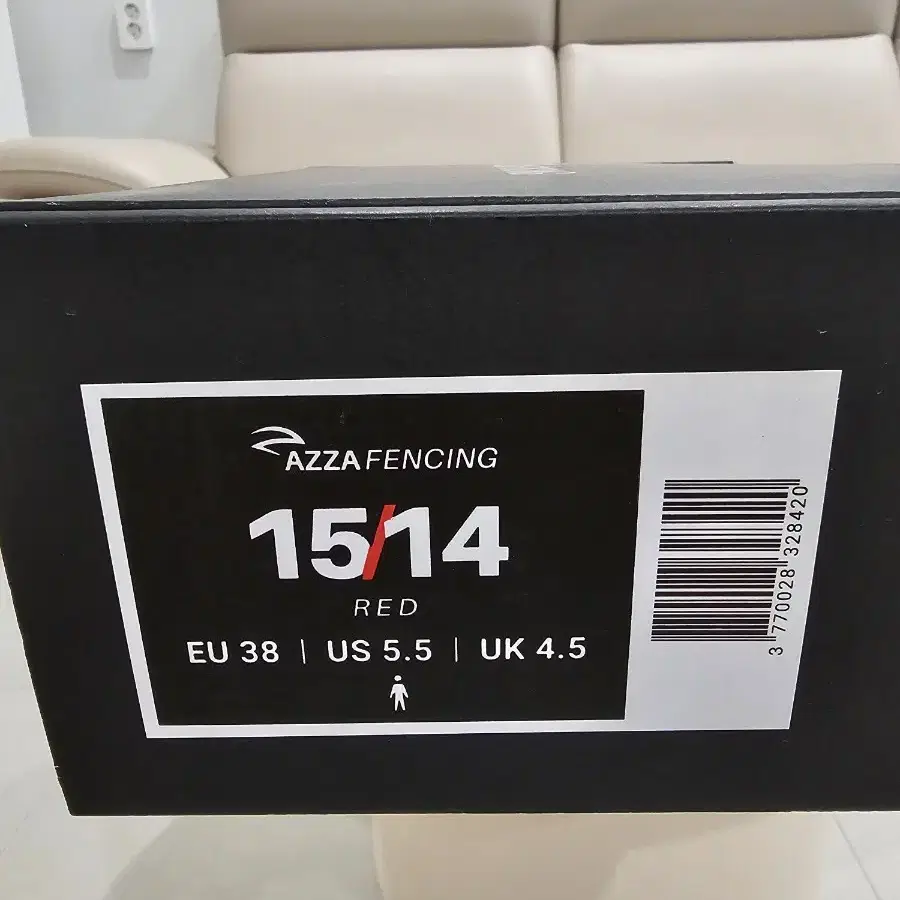 AZZAFENCING
15/14
RED
EU 38 | US 5.5 | UK 4.5
3 770028 328420